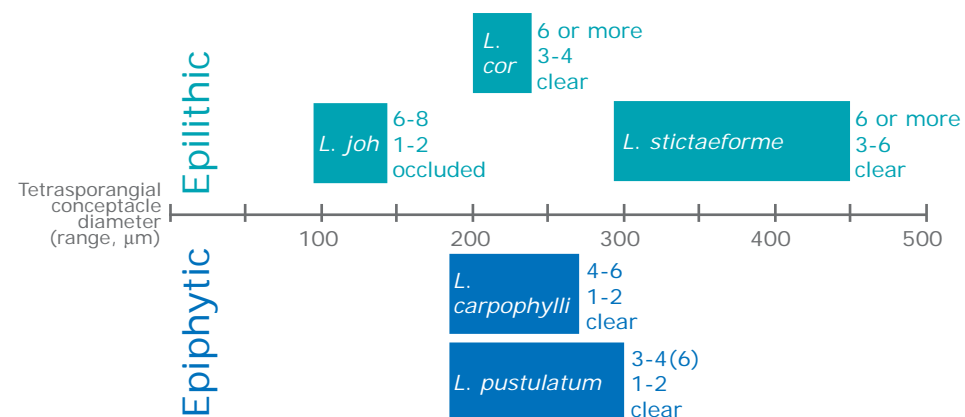 Epilithic
L.
cor
6 or more
3-4
clear
L. joh
6-8
1-2
occluded
L. stictaeforme
6 or more
3-6
clear
Tetrasporangial
conceptacle
diameter
(range, μm)
100
200
300
400
500
Epiphytic
L.
carpophylli
4-6
1-2
clear
L. pustulatum
3-4(6)
1-2
clear